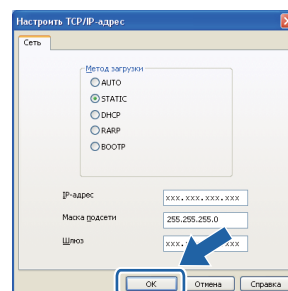 Настроить TCP/IP-адрес
Сеть
Метод загрузки
AUTO
STATIC
DHCP
RARP
BOOTP
IP-адрес xxx.xxx.xxx.xxx
Маска подсети 255.255.255.0
Шлюз
OK Отмена Справка